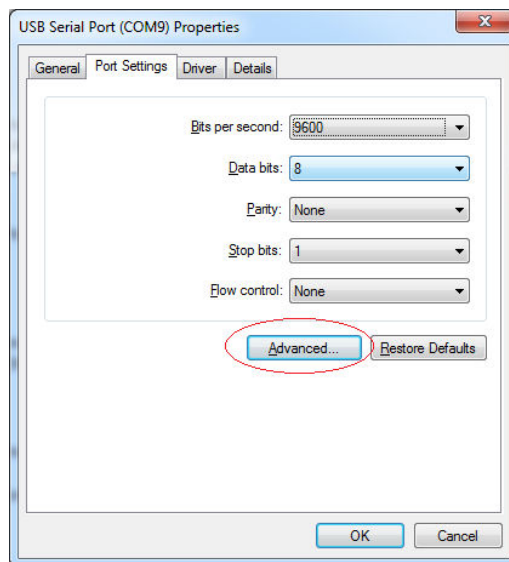 USB Serial Port (COM9) Properties
General Port Settings Driver Details
Bits per second: 9600
Data bits: 8
Parity: None
Stop bits: 1
Flow control: None
Advanced... Restore Defaults
OK Cancel